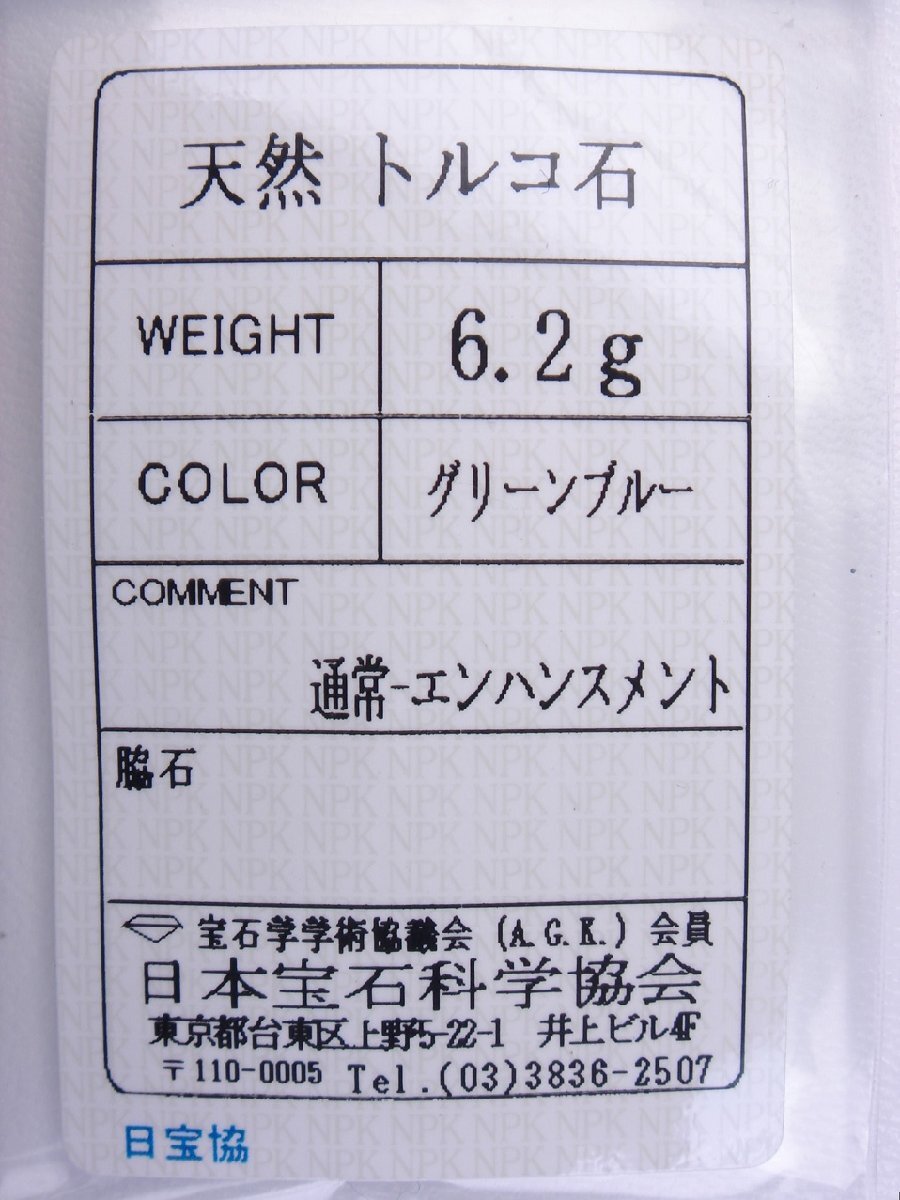 天然 トルコ石
WEIGHT 6.2g
COLOR グリーンブルー
COMMENT
通常-エンハンスメント
脇石
宝石学学術協議会 (A.G.K.) 会員
日本宝石科学協会
東京都台東区上野5-22-1 井上ビル4F
〒110-0005 Tel.(03)3836-2507
日宝協